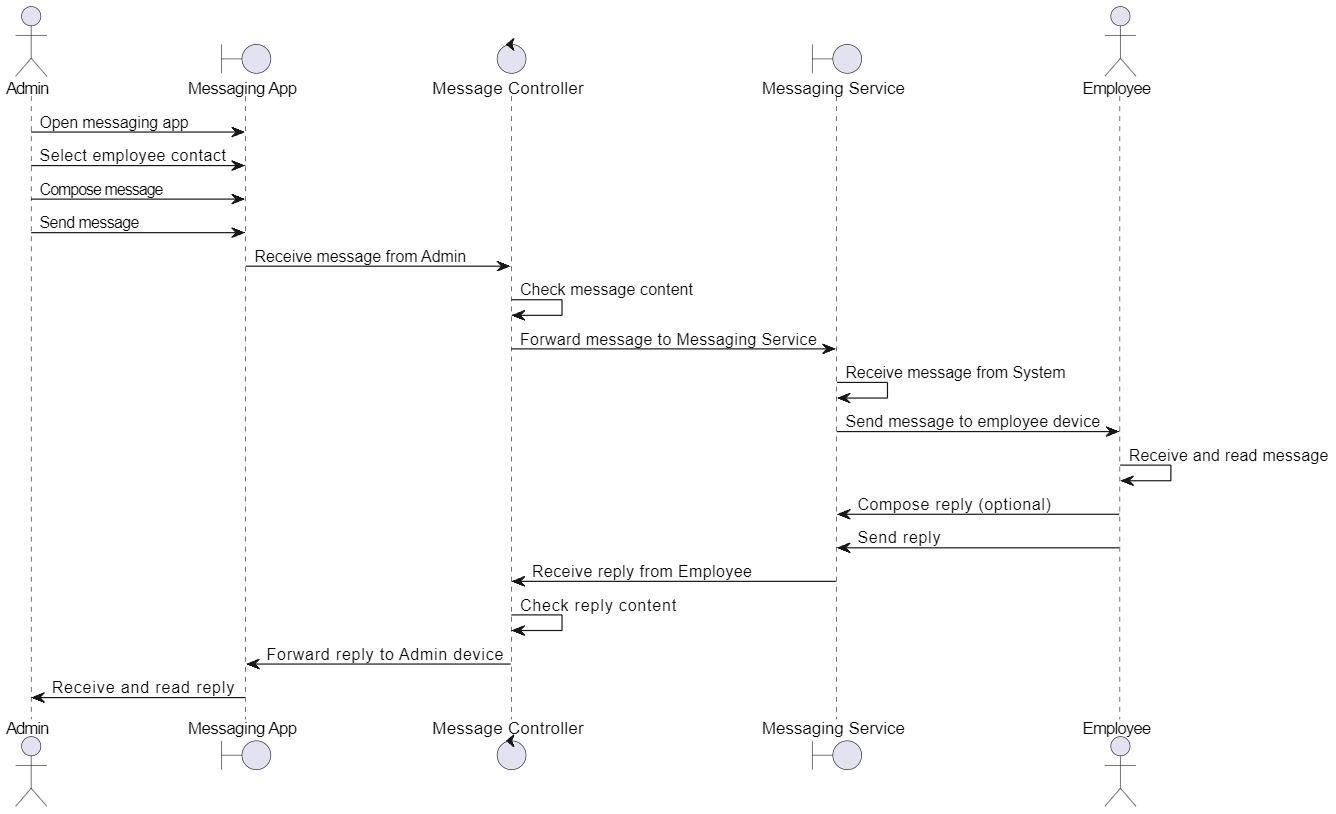 Admin
Messaging App
Message Controller
Messaging Service
Employee
Open messaging app
Select employee contact
Compose message
Send message
Receive message from Admin
Check message content
Forward message to Messaging Service
Receive message from System
Send message to employee device
Receive and read message
Compose reply (optional)
Send reply
Receive reply from Employee
Check reply content
Forward reply to Admin device
Receive and read reply
Admin
Messaging App
Message Controller
Messaging Service
Employee